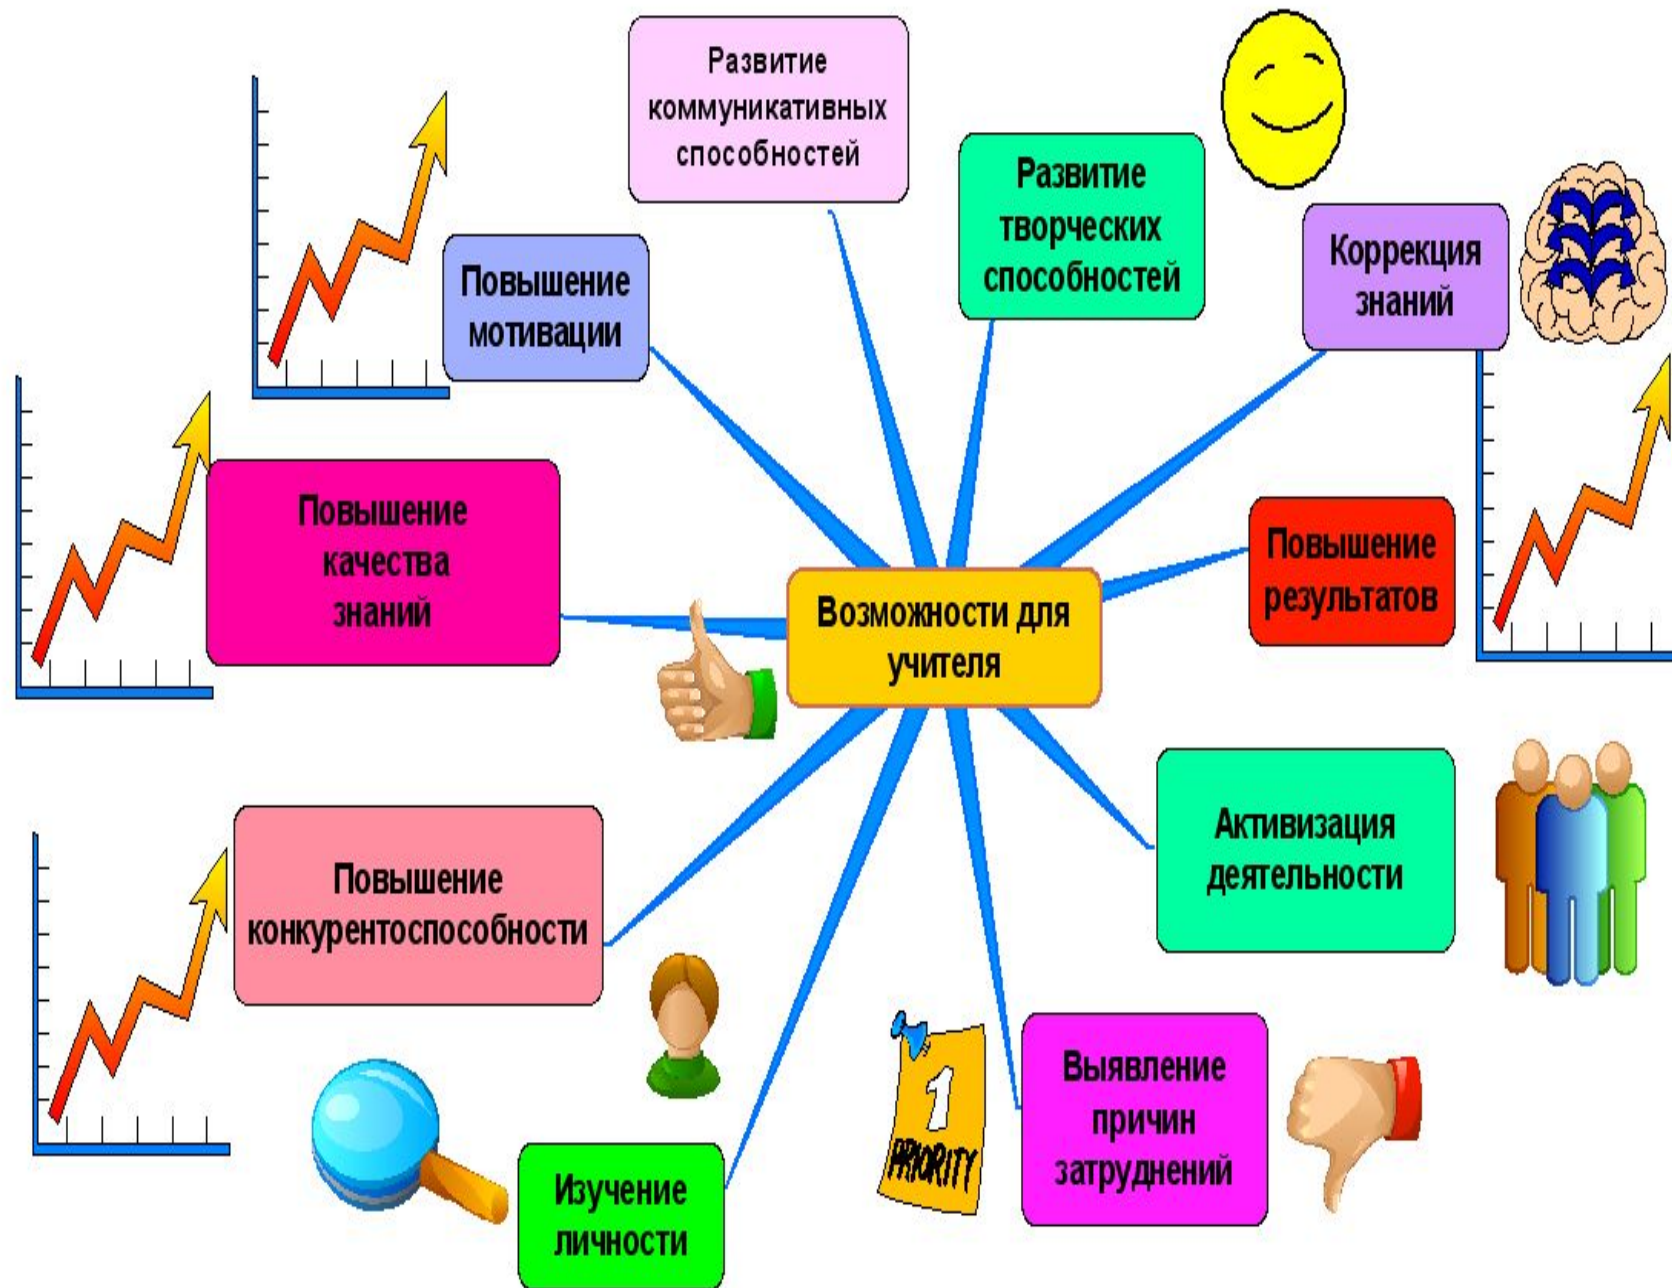 Развитие
коммуникативных
способностей
Развитие
творческих
способностей
Коррекция
знаний
Повышение
мотивации
Повышение
качества
знаний
Повышение
результатов
Возможности для
учителя
Активизация
деятельности
Повышение
конкурентоспособности
1
PRIORITY
Выявление
причин
затруднений
Изучение
личности